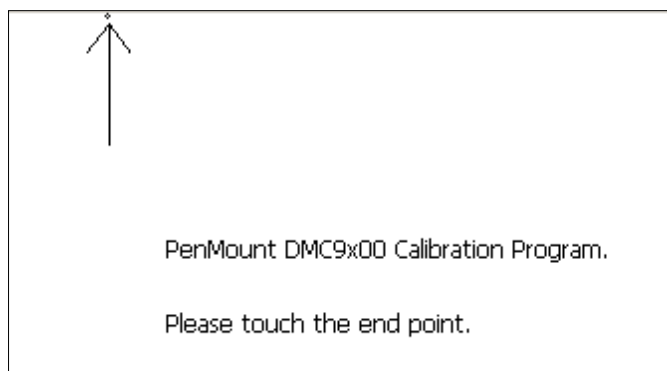 PenMount DMC9x00 Calibration Program.
Please touch the end point.